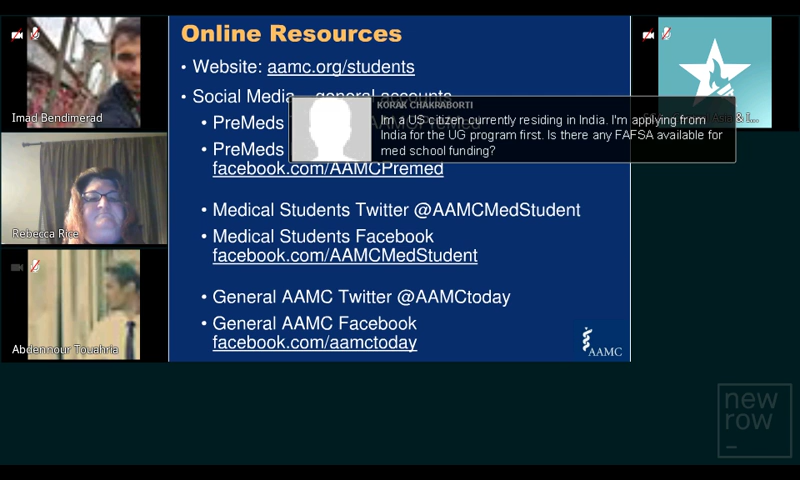 Online Resources
• Website: aamc.org/students
• Social Media – general accounts
• PreMeds
• PreMeds
facebook.com/AAMCPremed
• Medical Students Twitter @AAMCMedStudent
• Medical Students Facebook
facebook.com/AAMCMedStudent
• General AAMC Twitter @AAMCtoday
• General AAMC Facebook
facebook.com/aamctoday
AAMC
KORAK CHAKRABORTI
Im a US citizen currently residing in India. I'm applying from
India for the UG program first. Is there any FAFSA available for
med school funding?
Imad Bendimerad
Rebecca Rice
Abdennour Touahria
& I...
new
row